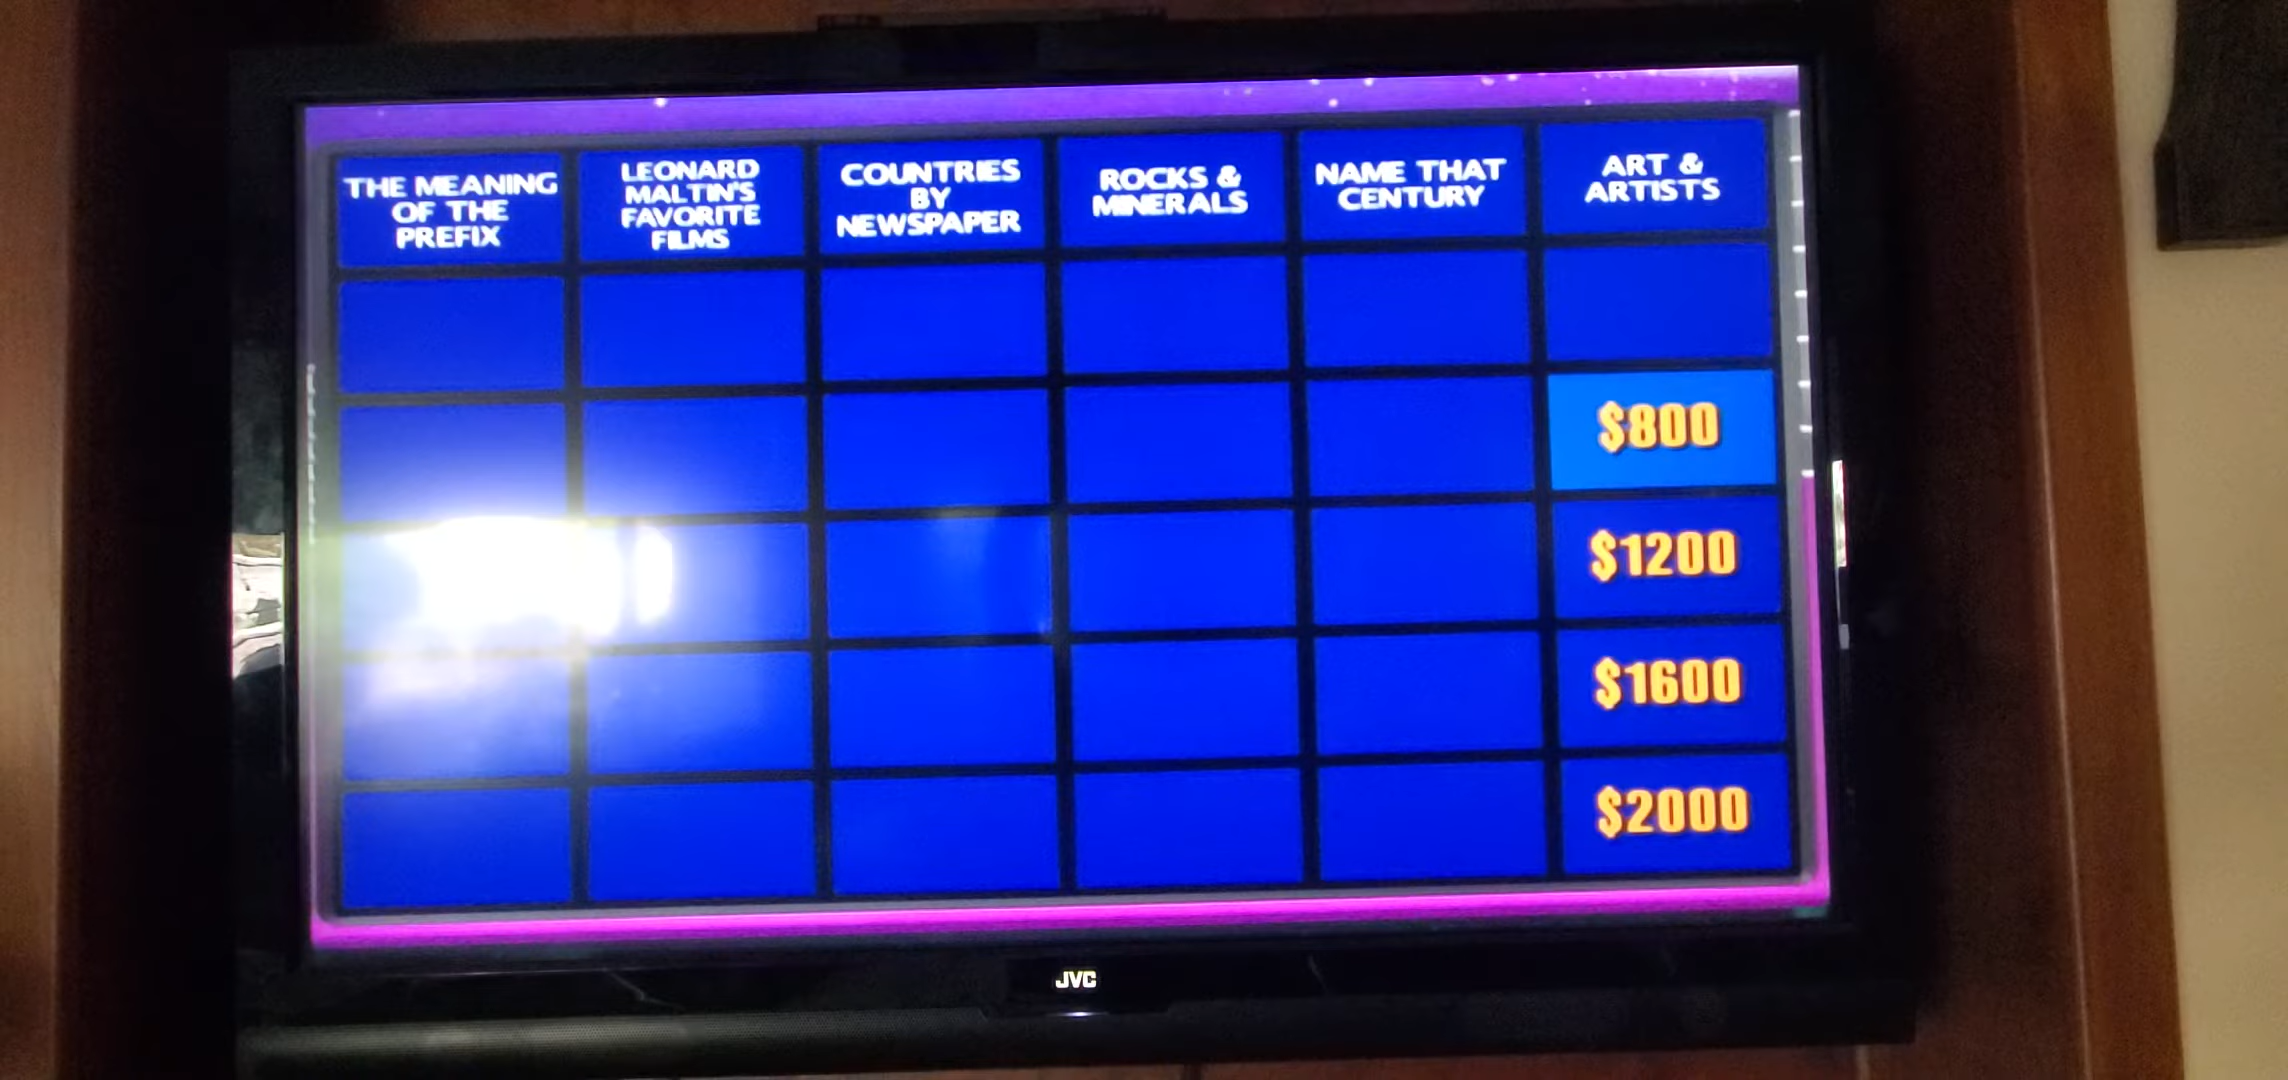 THE MEANING
OF THE
PREFIX
LEONARD
MALTIN'S
FAVORITE
FILMS
COUNTRIES
BY
NEWSPAPER
ROCKS &
MINERALS
NAME THAT
CENTURY
ART &
ARTISTS
$800
$1200
$1600
$2000
JVC